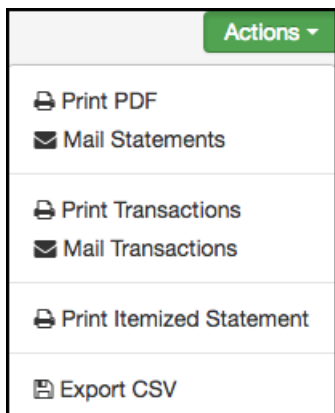 Actions
Print PDF
Mail Statements
Print Transactions
Mail Transactions
Print Itemized Statement
Export CSV